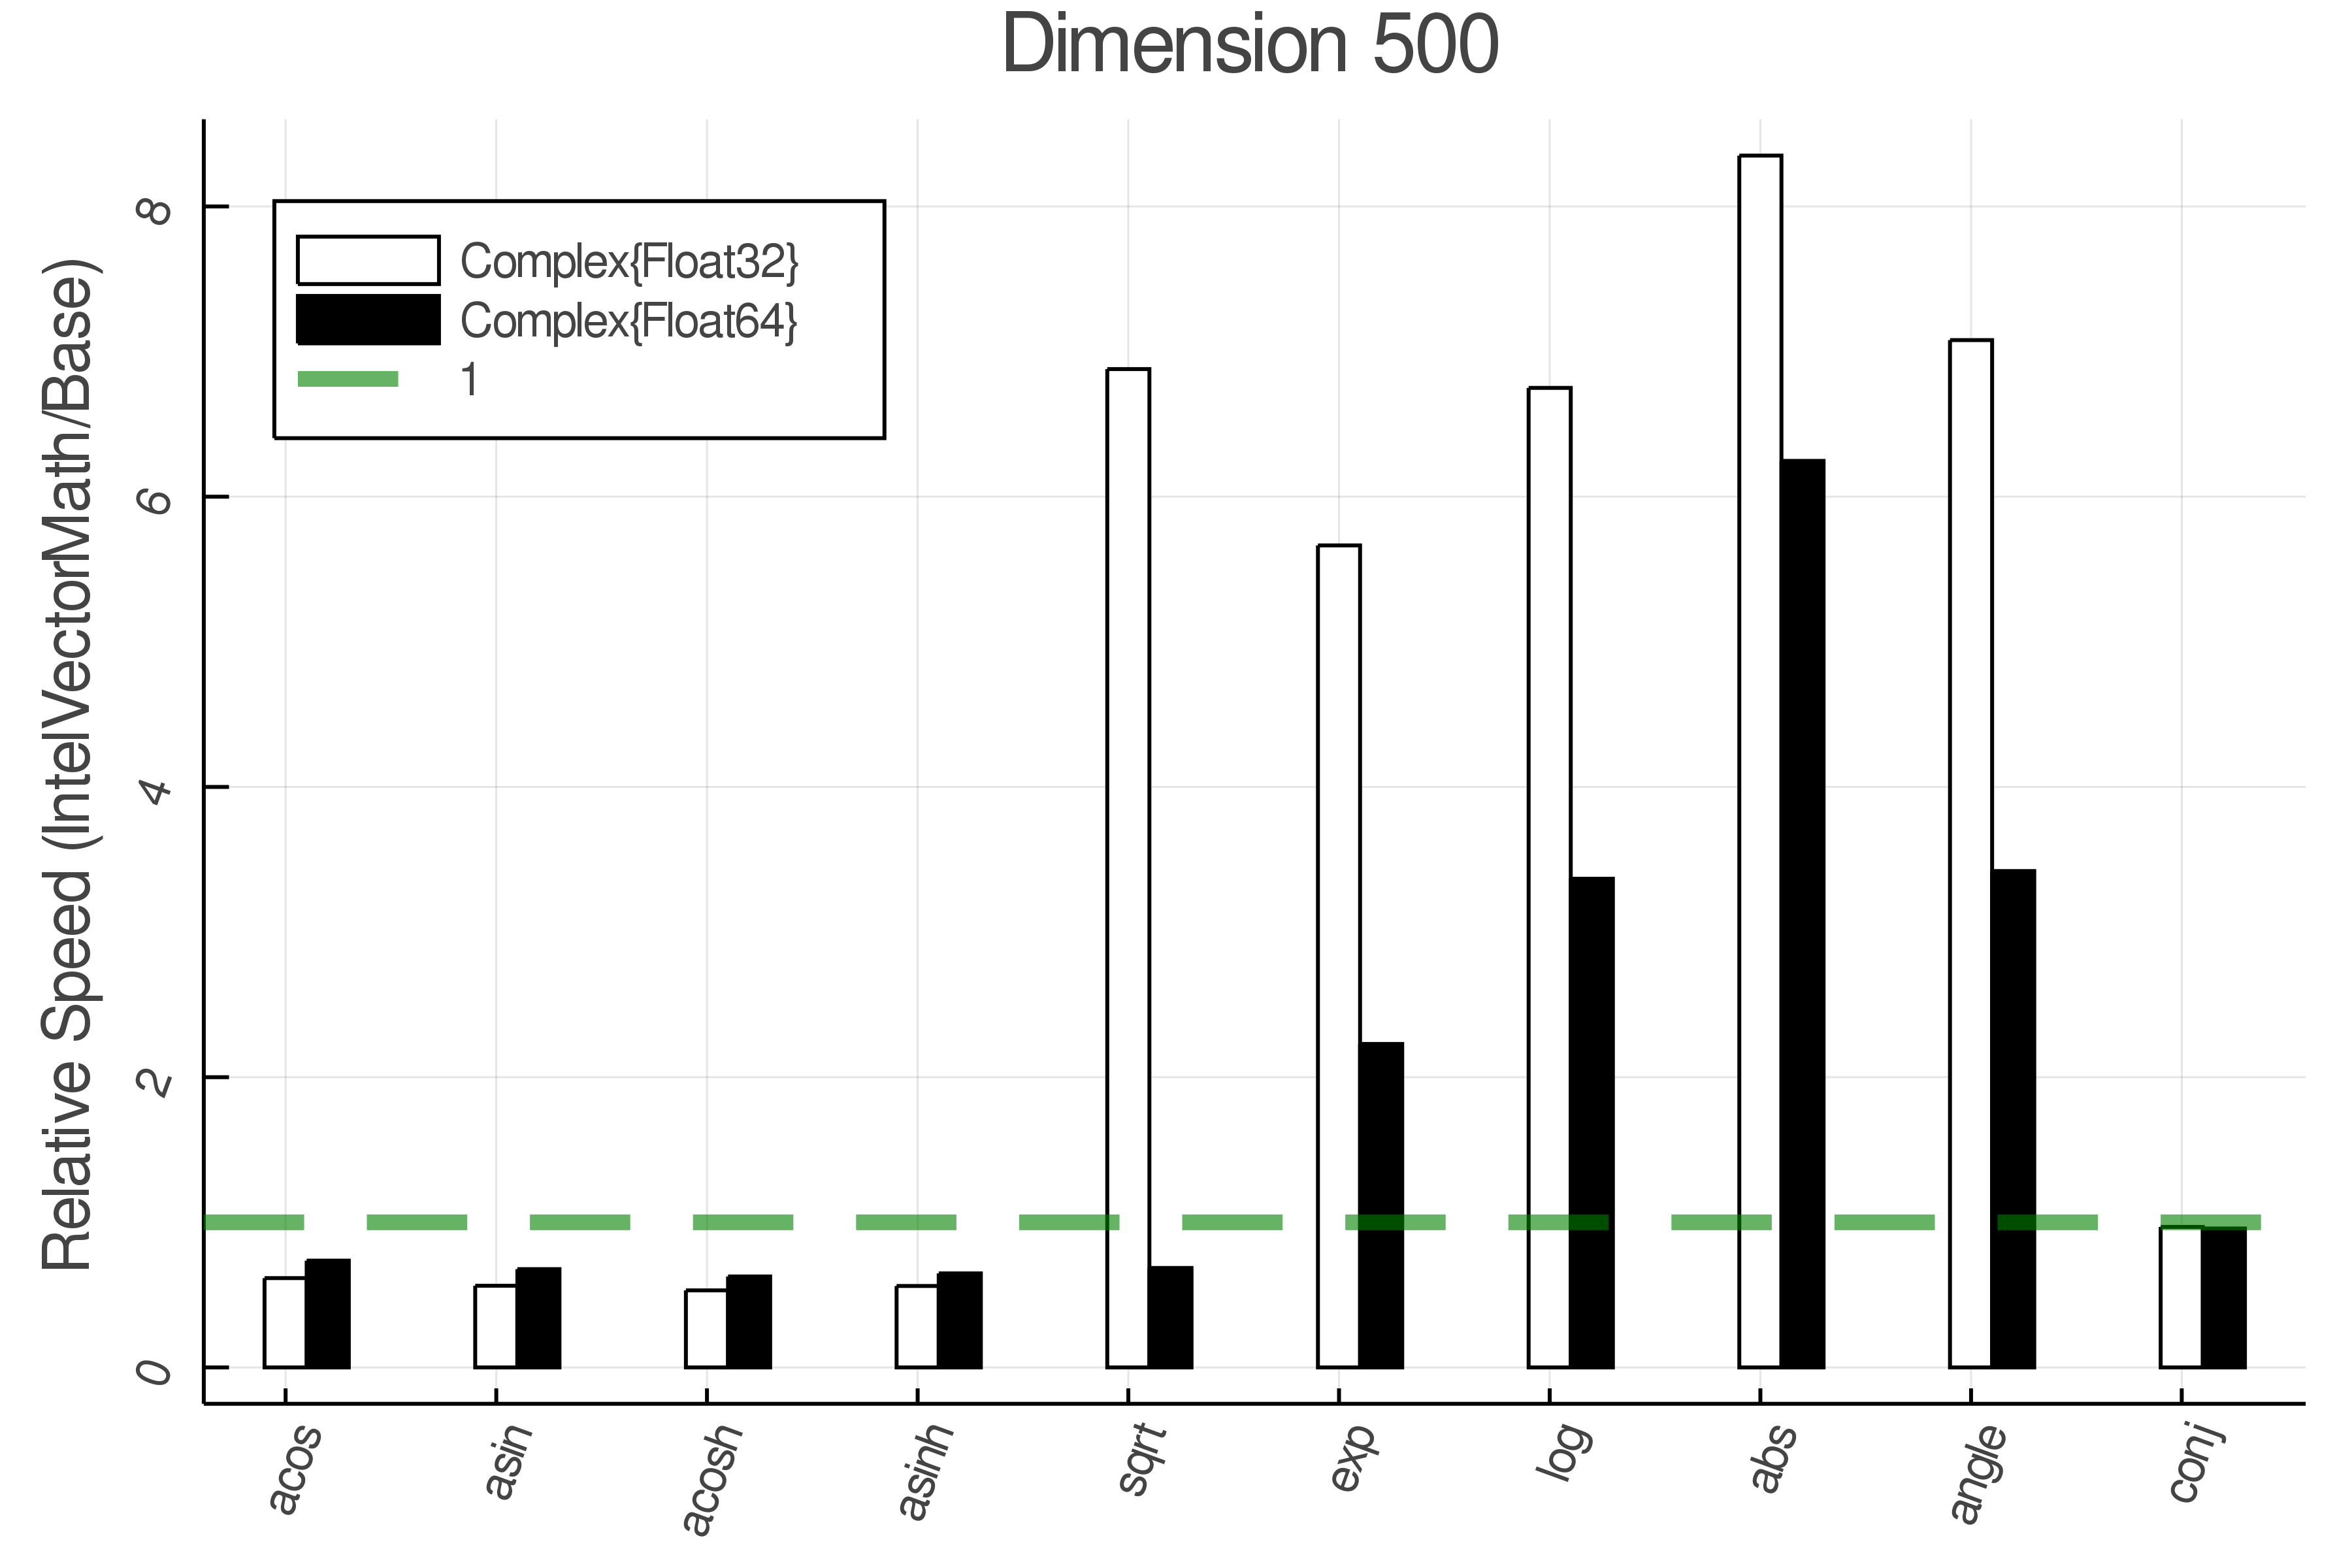 Dimension 500
Relative Speed (IntelVectorMath/Base)
8
6
4
2
0
Complex{Float32}
Complex{Float64}
1
acos
asin
acosh
asinh
sqrt
exp
log
abs
angle
conj